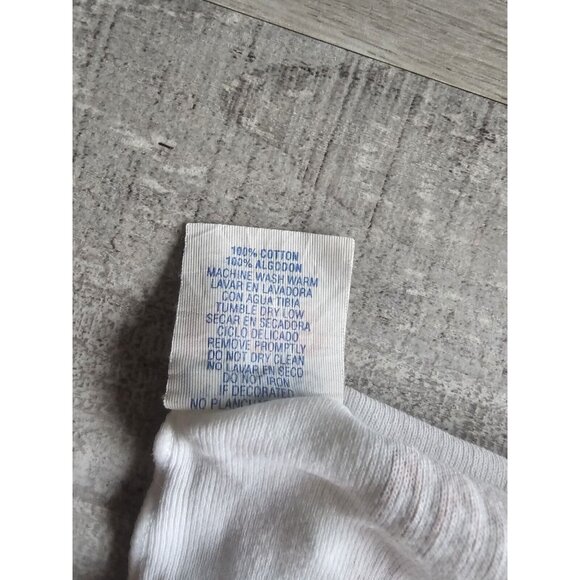 100% COTTON
100% ALGODON
MACHINE WASH WARM
LAVAR EN LAVADORA
CON AGUA TIBIA
TUMBLE DRY LOW
SECAR EN SECADORA
CICLO DELICADO
REMOVE PROMPTLY
DO NOT DRY CLEAN
NO LAVAR EN SECO
DO NOT IRON
IF DECORATED
NO